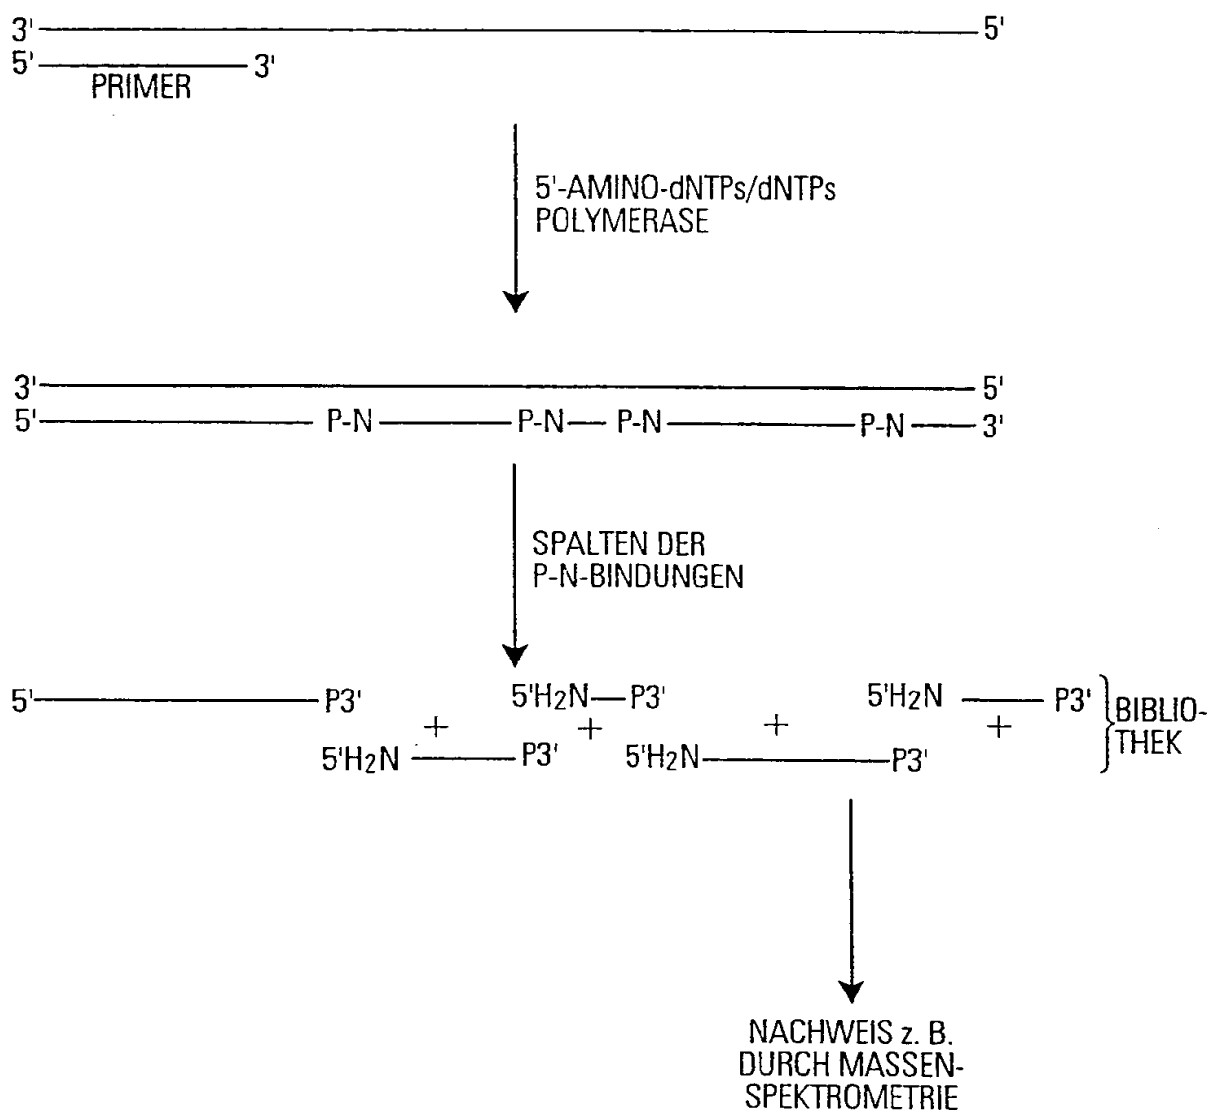 3' 5'
5' 3'
PRIMER
5'-AMINO-dNTPs/dNTPs
POLYMERASE
3' 5'
5' P-N P-N P-N P-N 3'
SPALTEN DER
P-N-BINDUNGEN
5' P3' 5'H2N P3' 5'H2N P3'
+ + + +
5'H2N P3' 5'H2N P3'
BIBLIO-
THEK
NACHWEIS z. B.
DURCH MASSEN-
SPEKTROMETRIE